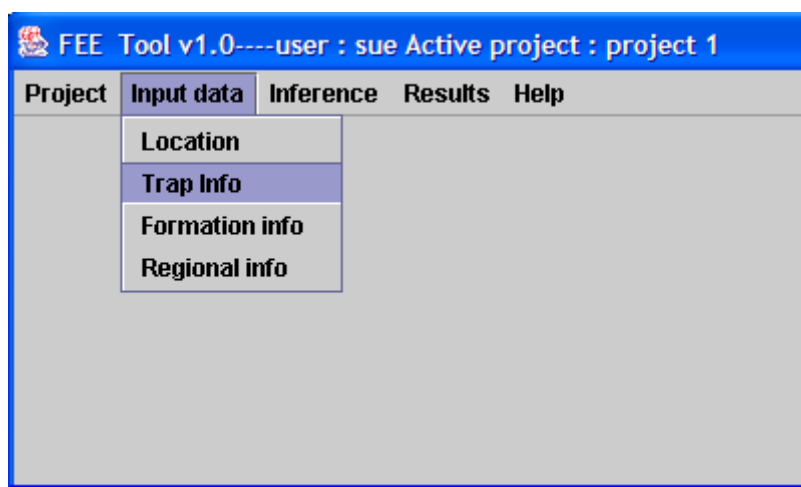 FEE Tool v1.0----user : sue Active project : project 1
Project Input data Inference Results Help
Location
Trap Info
Formation info
Regional info